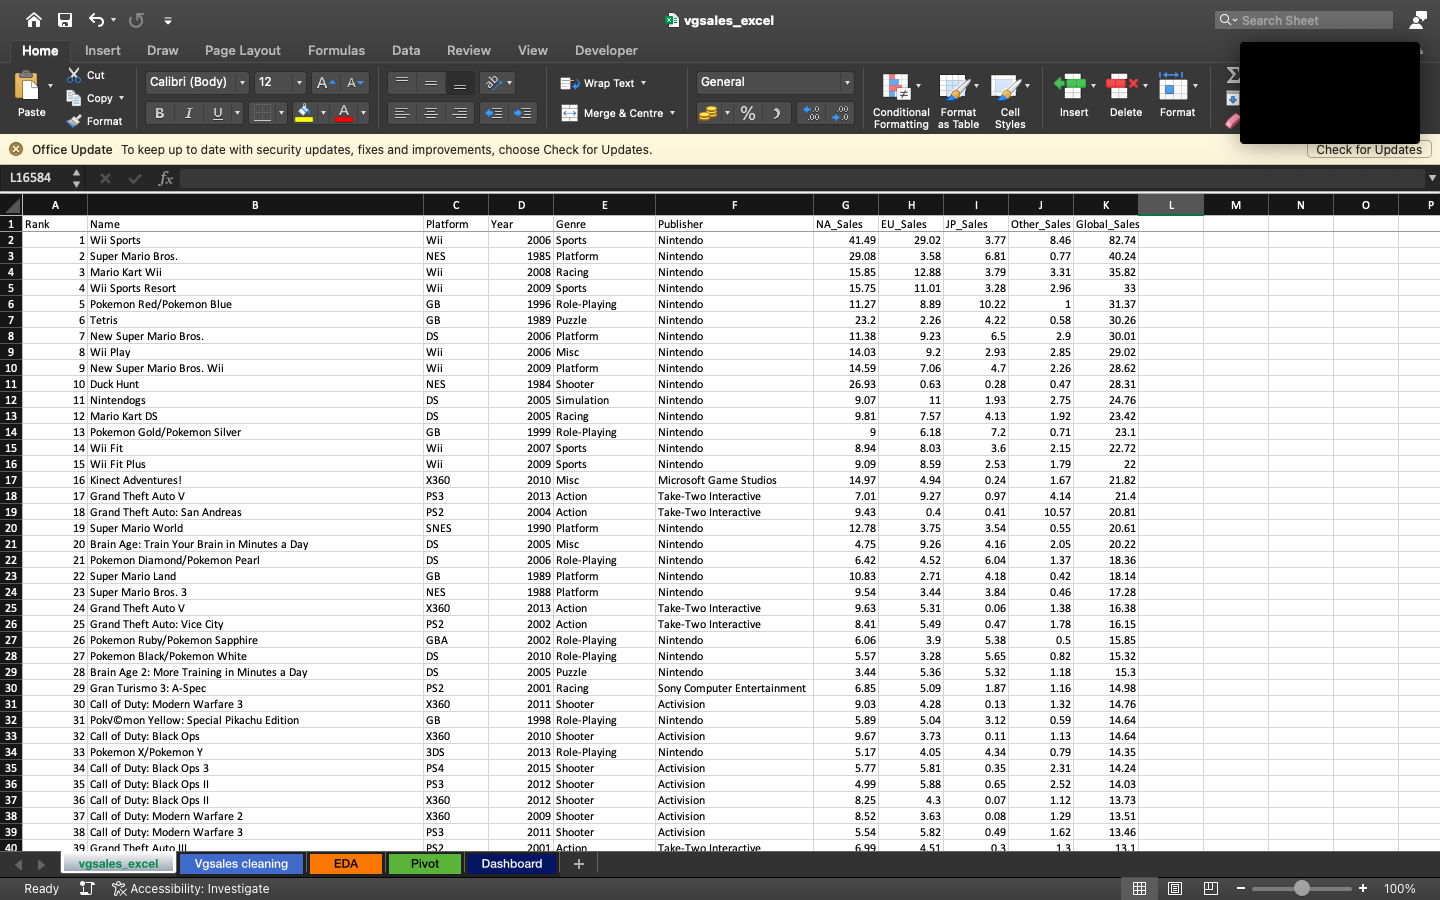 vgsales_excel
Search Sheet
Home Insert Draw Page Layout Formulas Data Review View Developer
Paste
Cut
Copy
Format
Calibri (Body) 12
B I U
Wrap Text
Merge & Centre
General
Conditional Formatting
Format as Table
Cell Styles
Insert
Delete
Format
Office Update To keep up to date with security updates, fixes and improvements, choose Check for Updates.
Check for Updates
L16584 fx
A B C D E F G H I J K L M N O P
1 Rank Name Platform Year Genre Publisher NA_Sales EU_Sales JP_Sales Other_Sales Global_Sales
2 1 Wii Sports Wii 2006 Sports Nintendo 41.49 29.02 3.77 8.46 82.74
3 2 Super Mario Bros. NES 1985 Platform Nintendo 29.08 3.58 6.81 0.77 40.24
4 3 Mario Kart Wii Wii 2008 Racing Nintendo 15.85 12.88 3.79 3.31 35.82
5 4 Wii Sports Resort Wii 2009 Sports Nintendo 15.75 11.01 3.28 2.96 33
6 5 Pokemon Red/Pokemon Blue GB 1996 Role-Playing Nintendo 11.27 8.89 10.22 1 31.37
7 6 Tetris GB 1989 Puzzle Nintendo 23.2 2.26 4.22 0.58 30.26
8 7 New Super Mario Bros. DS 2006 Platform Nintendo 11.38 9.23 6.5 2.9 30.01
9 8 Wii Play Wii 2006 Misc Nintendo 14.03 9.2 2.93 2.85 29.02
10 9 New Super Mario Bros. Wii Wii 2009 Platform Nintendo 14.59 7.06 4.7 2.26 28.62
11 10 Duck Hunt NES 1984 Shooter Nintendo 26.93 0.63 0.28 0.47 28.31
12 11 Nintendogs DS 2005 Simulation Nintendo 9.07 11 1.93 2.75 24.76
13 12 Mario Kart DS DS 2005 Racing Nintendo 9.81 7.57 4.13 1.92 23.42
14 13 Pokemon Gold/Pokemon Silver GB 1999 Role-Playing Nintendo 9 6.18 7.2 0.71 23.1
15 14 Wii Fit Wii 2007 Sports Nintendo 8.94 8.03 3.6 2.15 22.72
16 15 Wii Fit Plus Wii 2009 Sports Nintendo 9.09 8.59 2.53 1.79 22
17 16 Kinect Adventures! X360 2010 Misc Microsoft Game Studios 14.97 4.94 0.24 1.67 21.82
18 17 Grand Theft Auto V PS3 2013 Action Take-Two Interactive 7.01 9.27 0.97 4.14 21.4
19 18 Grand Theft Auto: San Andreas PS2 2004 Action Take-Two Interactive 9.43 0.4 0.41 10.57 20.81
20 19 Super Mario World SNES 1990 Platform Nintendo 12.78 3.75 3.54 0.55 20.61
21 20 Brain Age: Train Your Brain in Minutes a Day DS 2005 Misc Nintendo 4.75 9.26 4.16 2.05 20.22
22 21 Pokemon Diamond/Pokemon Pearl DS 2006 Role-Playing Nintendo 6.42 4.52 6.04 1.37 18.36
23 22 Super Mario Land GB 1989 Platform Nintendo 10.83 2.71 4.18 0.42 18.14
24 23 Super Mario Bros. 3 NES 1988 Platform Nintendo 9.54 3.44 3.84 0.46 17.28
25 24 Grand Theft Auto V X360 2013 Action Take-Two Interactive 9.63 5.31 0.06 1.38 16.38
26 25 Grand Theft Auto: Vice City PS2 2002 Action Take-Two Interactive 8.41 5.49 0.47 1.78 16.15
27 26 Pokemon Ruby/Pokemon Sapphire GBA 2002 Role-Playing Nintendo 6.06 3.9 5.38 0.5 15.85
28 27 Pokemon Black/Pokemon White DS 2010 Role-Playing Nintendo 5.57 3.28 5.65 0.82 15.32
29 28 Brain Age 2: More Training in Minutes a Day DS 2005 Puzzle Nintendo 3.44 5.36 5.32 1.18 15.3
30 29 Gran Turismo 3: A-Spec PS2 2001 Racing Sony Computer Entertainment 6.85 5.09 1.87 1.16 14.98
31 30 Call of Duty: Modern Warfare 3 X360 2011 Shooter Activision 9.03 4.28 0.13 1.32 14.76
32 31 Pok√©mon Yellow: Special Pikachu Edition GB 1998 Role-Playing Nintendo 5.89 5.04 3.12 0.59 14.64
33 32 Call of Duty: Black Ops X360 2010 Shooter Activision 9.67 3.73 0.11 1.13 14.64
34 33 Pokemon X/Pokemon Y 3DS 2013 Role-Playing Nintendo 5.17 4.05 4.34 0.79 14.35
35 34 Call of Duty: Black Ops 3 PS4 2015 Shooter Activision 5.77 5.81 0.35 2.31 14.24
36 35 Call of Duty: Black Ops II PS3 2012 Shooter Activision 4.99 5.88 0.65 2.52 14.03
37 36 Call of Duty: Black Ops II X360 2012 Shooter Activision 8.25 4.3 0.07 1.12 13.73
38 37 Call of Duty: Modern Warfare 2 X360 2009 Shooter Activision 8.52 3.63 0.08 1.29 13.51
39 38 Call of Duty: Modern Warfare 3 PS3 2011 Shooter Activision 5.54 5.82 0.49 1.62 13.46
40 39 Grand Theft Auto III PS2 2001 Action Take-Two Interactive 6.99 4.51 0.3 1.3 13.1
vgsales_excel Vgsales cleaning EDA Pivot Dashboard +
Ready Accessibility: Investigate 100%